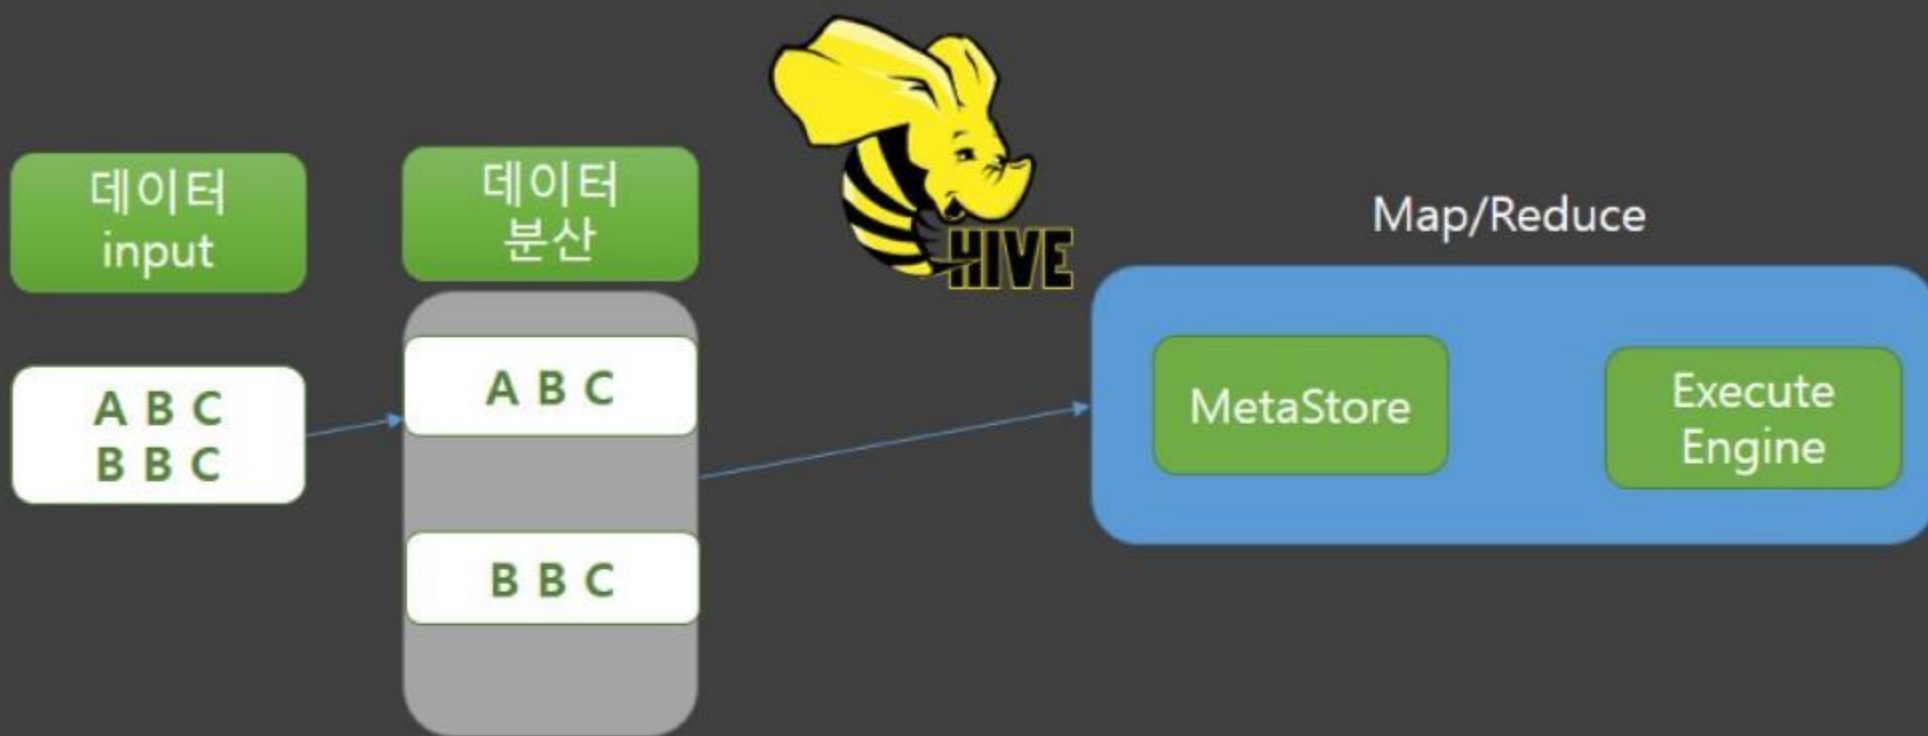 데이터
input
데이터
분산
HIVE
Map/Reduce
A B C
B B C
A B C
B B C
MetaStore
Execute
Engine